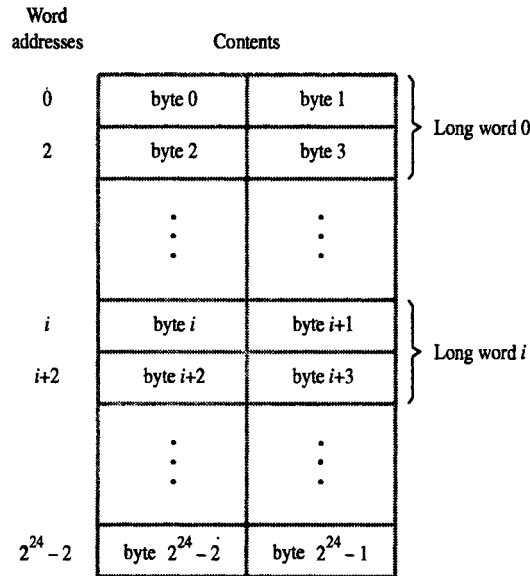 Word
addresses Contents
0 byte 0 byte 1
Long word 0
2 byte 2 byte 3
i byte i byte i+1
Long word i
i+2 byte i+2 byte i+3
2^24 – 2 byte 2^24 – 2 byte 2^24 – 1